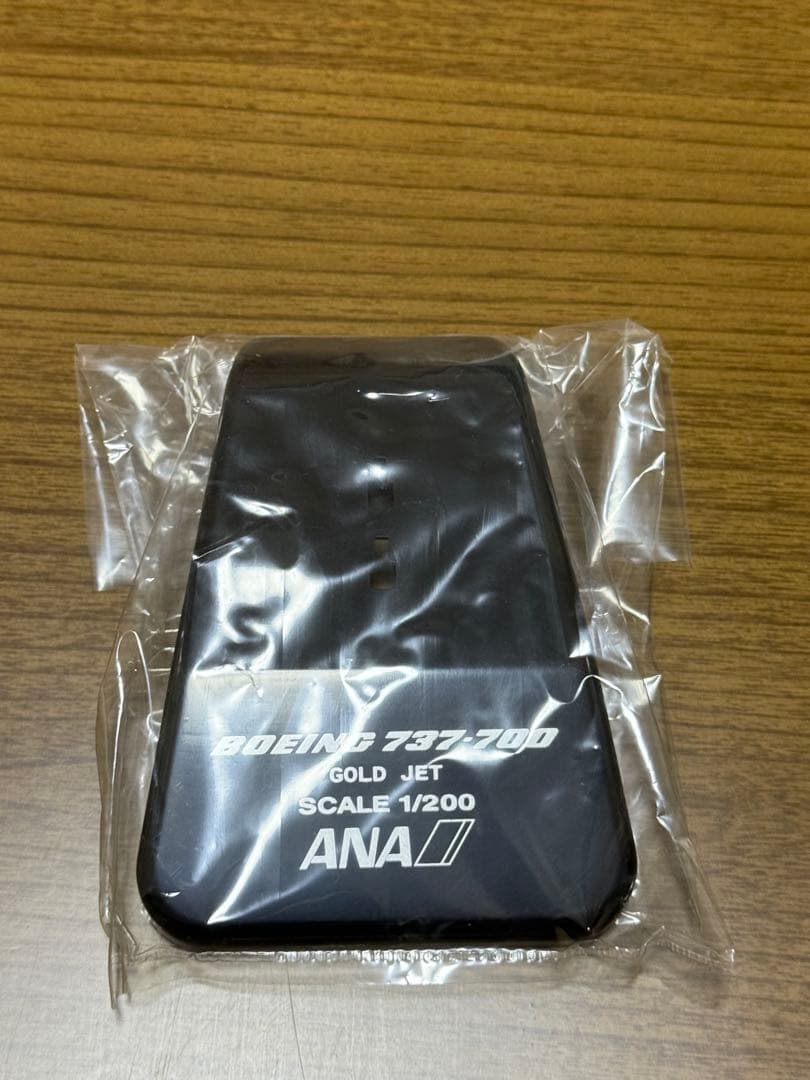 BOEING 737-700
GOLD JET
SCALE 1/200
ANA